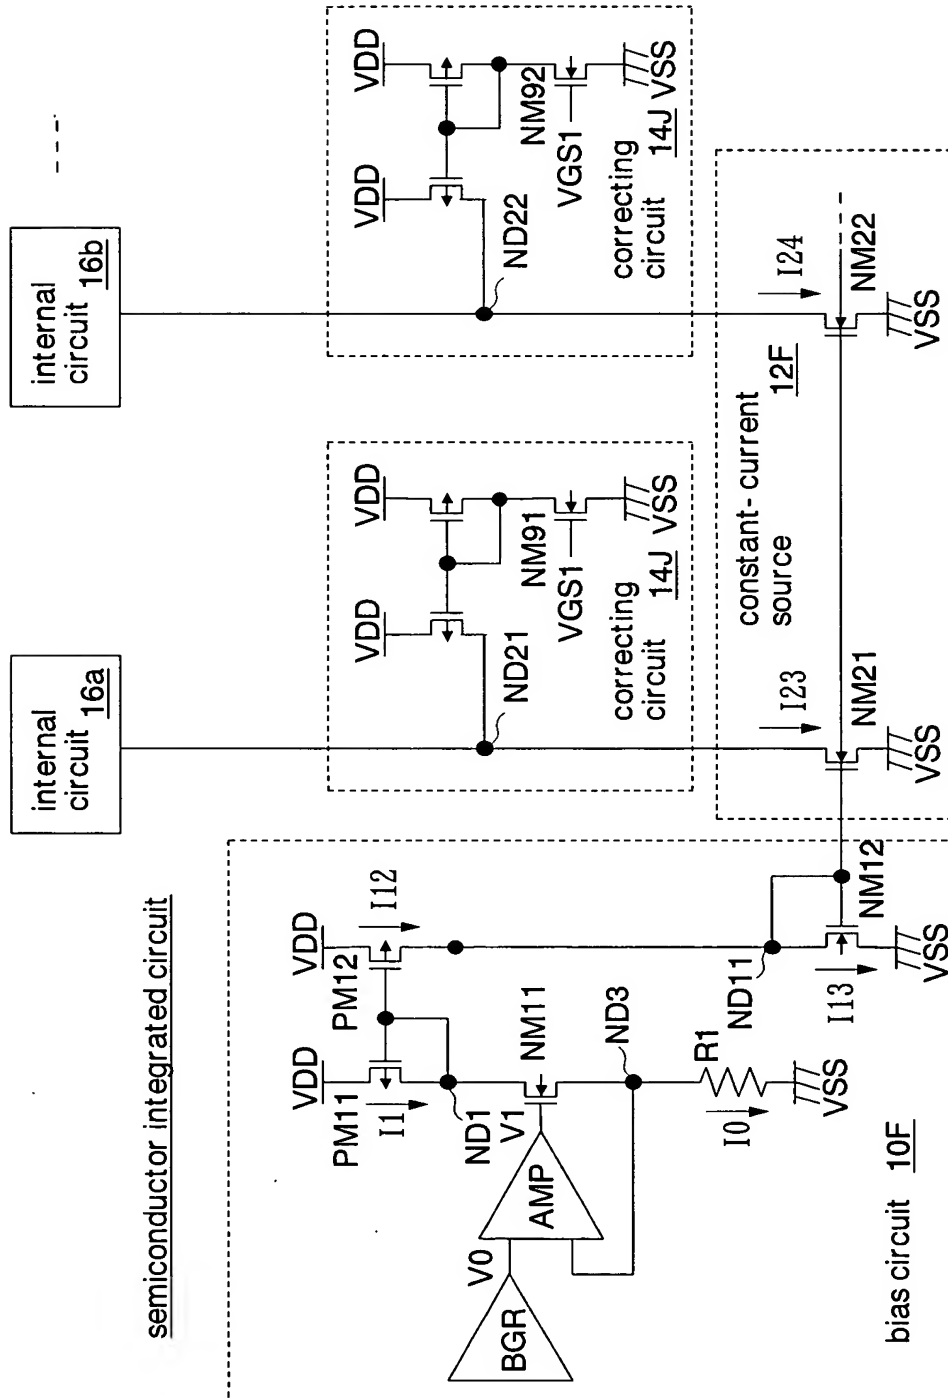 semiconductor integrated circuit
internal
circuit 16a
internal
circuit 16b
VDD
VDD
ND21
NM91
VGS1
VSS
correcting
circuit 14J
VDD
VDD
ND22
NM92
VGS1
VSS
correcting
circuit 14J
VDD
VDD
PM11
PM12
I1
I12
ND1
V1
NM11
V0
BGR
AMP
ND3
R1
I0
VSS
ND11
I13
NM12
VSS
bias circuit 10F
constant- current
source 12F
I23
NM21
VSS
I24
NM22
VSS